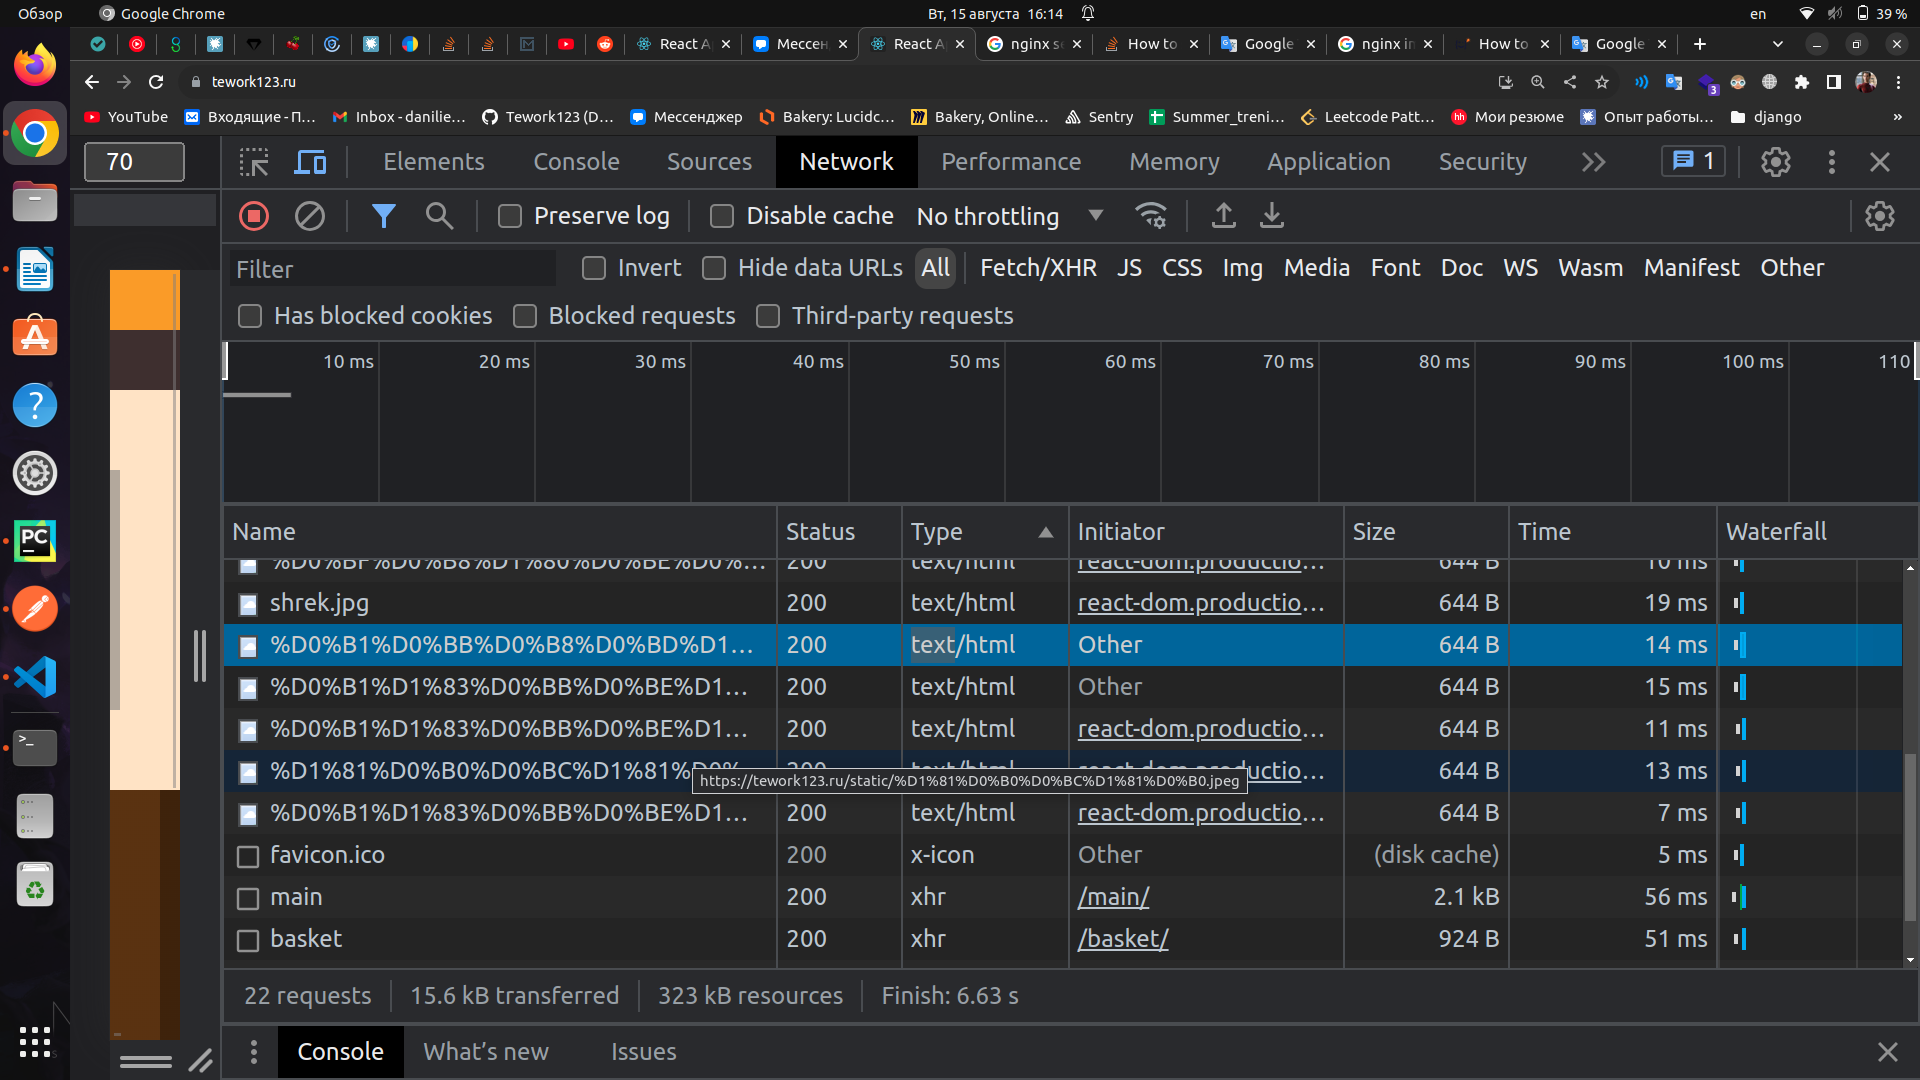 Обзор
Google Chrome
Вт, 15 августа 16:14
en
39 %
React A
Мессен
React A
nginx s
How to
Google
nginx in
How to
Google
tework123.ru
3
YouTube
Входящие - П...
Inbox - danilie...
Tework123 (D...
Мессенджер
Bakery: Lucidc...
Bakery, Online...
Sentry
Summer_treni...
Leetcode Patt...
hh
Мои резюме
Опыт работы...
django
»
70
Elements
Console
Sources
Network
Performance
Memory
Application
Security
1
Preserve log
Disable cache
No throttling
Filter
Invert
Hide data URLs
All
Fetch/XHR
JS
CSS
Img
Media
Font
Doc
WS
Wasm
Manifest
Other
Has blocked cookies
Blocked requests
Third-party requests
10 ms
20 ms
30 ms
40 ms
50 ms
60 ms
70 ms
80 ms
90 ms
100 ms
110
Name Status Type Initiator Size Time Waterfall
%D0%BF%D0%B8%D1%80%D0%BE%D0%... 200 text/html react-dom.productio... 644 B 10 ms
shrek.jpg 200 text/html react-dom.productio... 644 B 19 ms
%D0%B1%D0%BB%D0%B8%D0%BD%D1... 200 text/html Other 644 B 14 ms
%D0%B1%D1%83%D0%BB%D0%BE%D1... 200 text/html Other 644 B 15 ms
%D0%B1%D1%83%D0%BB%D0%BE%D1... 200 text/html react-dom.productio... 644 B 11 ms
%D1%81%D0%B0%D0%BC%D1%81%D0% 200 text/html react-dom.productio... 644 B 13 ms
https://tework123.ru/static/%D1%81%D0%B0%D0%BC%D1%81%D0%B0.jpeg
%D0%B1%D1%83%D0%BB%D0%BE%D1... 200 text/html react-dom.productio... 644 B 7 ms
favicon.ico 200 x-icon Other (disk cache) 5 ms
main 200 xhr /main/ 2.1 kB 56 ms
basket 200 xhr /basket/ 924 B 51 ms
22 requests
15.6 kB transferred
323 kB resources
Finish: 6.63 s
Console
What's new
Issues
PC
>_